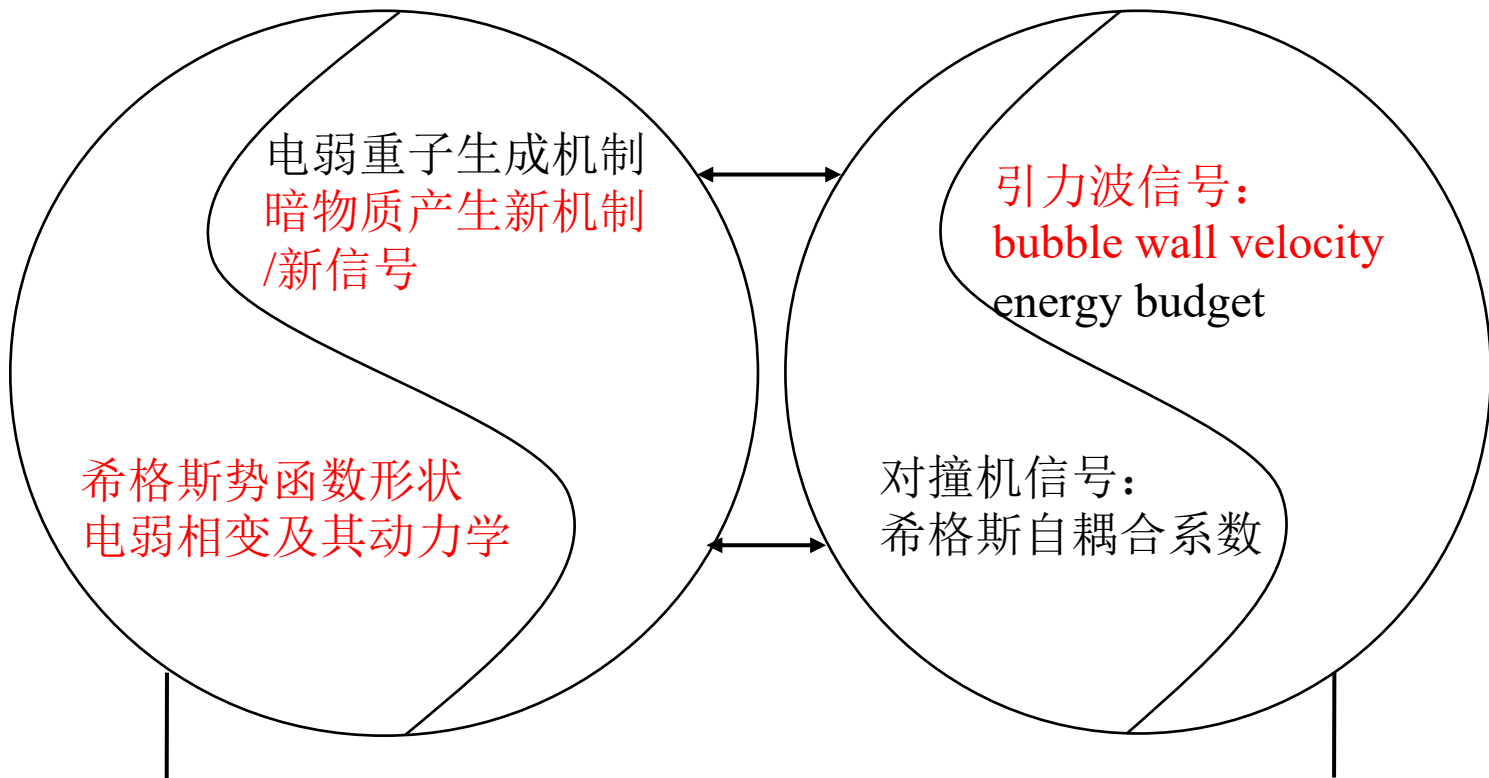 电弱重子生成机制
暗物质产生新机制
/新信号
希格斯势函数形状
电弱相变及其动力学
引力波信号：
bubble wall velocity
energy budget
对撞机信号：
希格斯自耦合系数